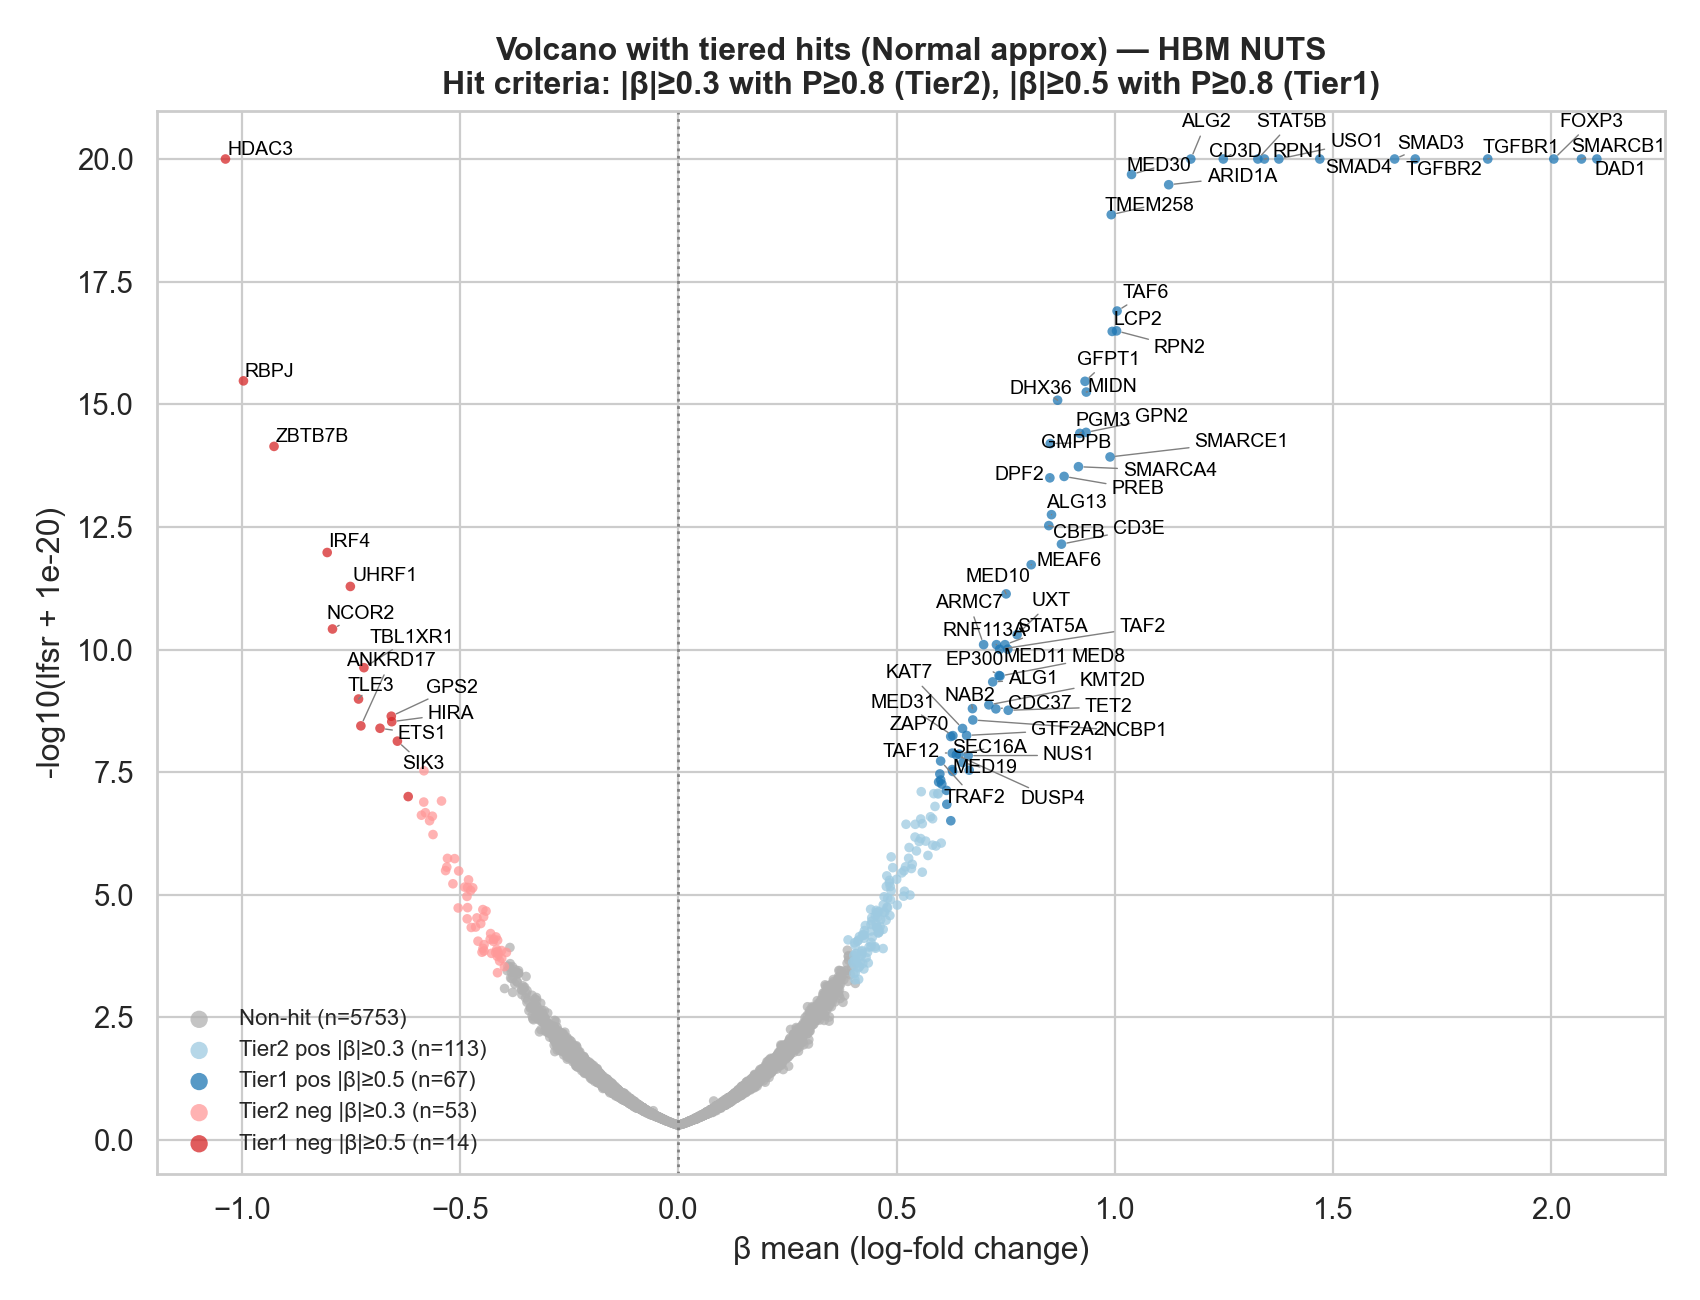 Volcano with tiered hits (Normal approx) — HBM NUTS
Hit criteria: |β|≥0.3 with P≥0.8 (Tier2), |β|≥0.5 with P≥0.8 (Tier1)
-log10(lfsr + 1e-20)
20.0
17.5
15.0
12.5
10.0
7.5
5.0
2.5
0.0
HDAC3
RBPJ
ZBTB7B
IRF4
UHRF1
NCOR2
TBL1XR1
ANKRD17
TLE3
GPS2
HIRA
ETS1
SIK3
ALG2
STAT5B
FOXP3
CD3D
RPN1
USO1
SMAD3
TGFBR1
SMARCB1
MED30
SMAD4
TGFBR2
DAD1
ARID1A
TMEM258
TAF6
LCP2
RPN2
GFPT1
DHX36
MIDN
PGM3
GPN2
GMPPB
SMARCE1
DPF2
SMARCA4
PREB
ALG13
CBFB
CD3E
MEAF6
MED10
ARMC7
UXT
RNF113A
STAT5A
TAF2
EP300
MED11
MED8
KAT7
ALG1
KMT2D
MED31
NAB2
CDC37
TET2
ZAP70
GTF2A2
NCBP1
TAF12
SEC16A
NUS1
MED19
TRAF2
DUSP4
Non-hit (n=5753)
Tier2 pos |β|≥0.3 (n=113)
Tier1 pos |β|≥0.5 (n=67)
Tier2 neg |β|≥0.3 (n=53)
Tier1 neg |β|≥0.5 (n=14)
−1.0
−0.5
0.0
0.5
1.0
1.5
2.0
β mean (log-fold change)